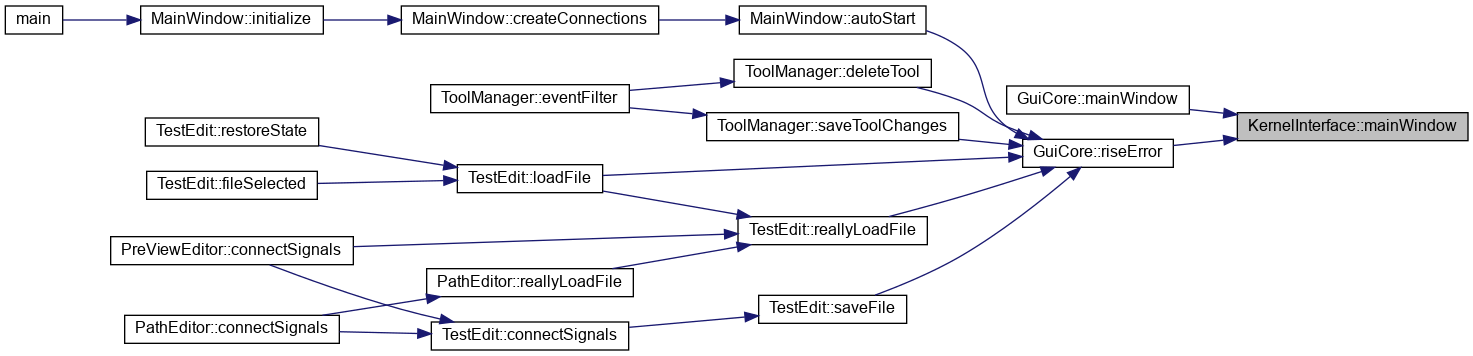 main
MainWindow::initialize
MainWindow::createConnections
MainWindow::autoStart
ToolManager::deleteTool
ToolManager::eventFilter
GuiCore::mainWindow
ToolManager::saveToolChanges
KernelInterface::mainWindow
TestEdit::restoreState
GuiCore::riseError
TestEdit::loadFile
TestEdit::fileSelected
TestEdit::reallyLoadFile
PreViewEditor::connectSignals
PathEditor::reallyLoadFile
TestEdit::saveFile
PathEditor::connectSignals
TestEdit::connectSignals